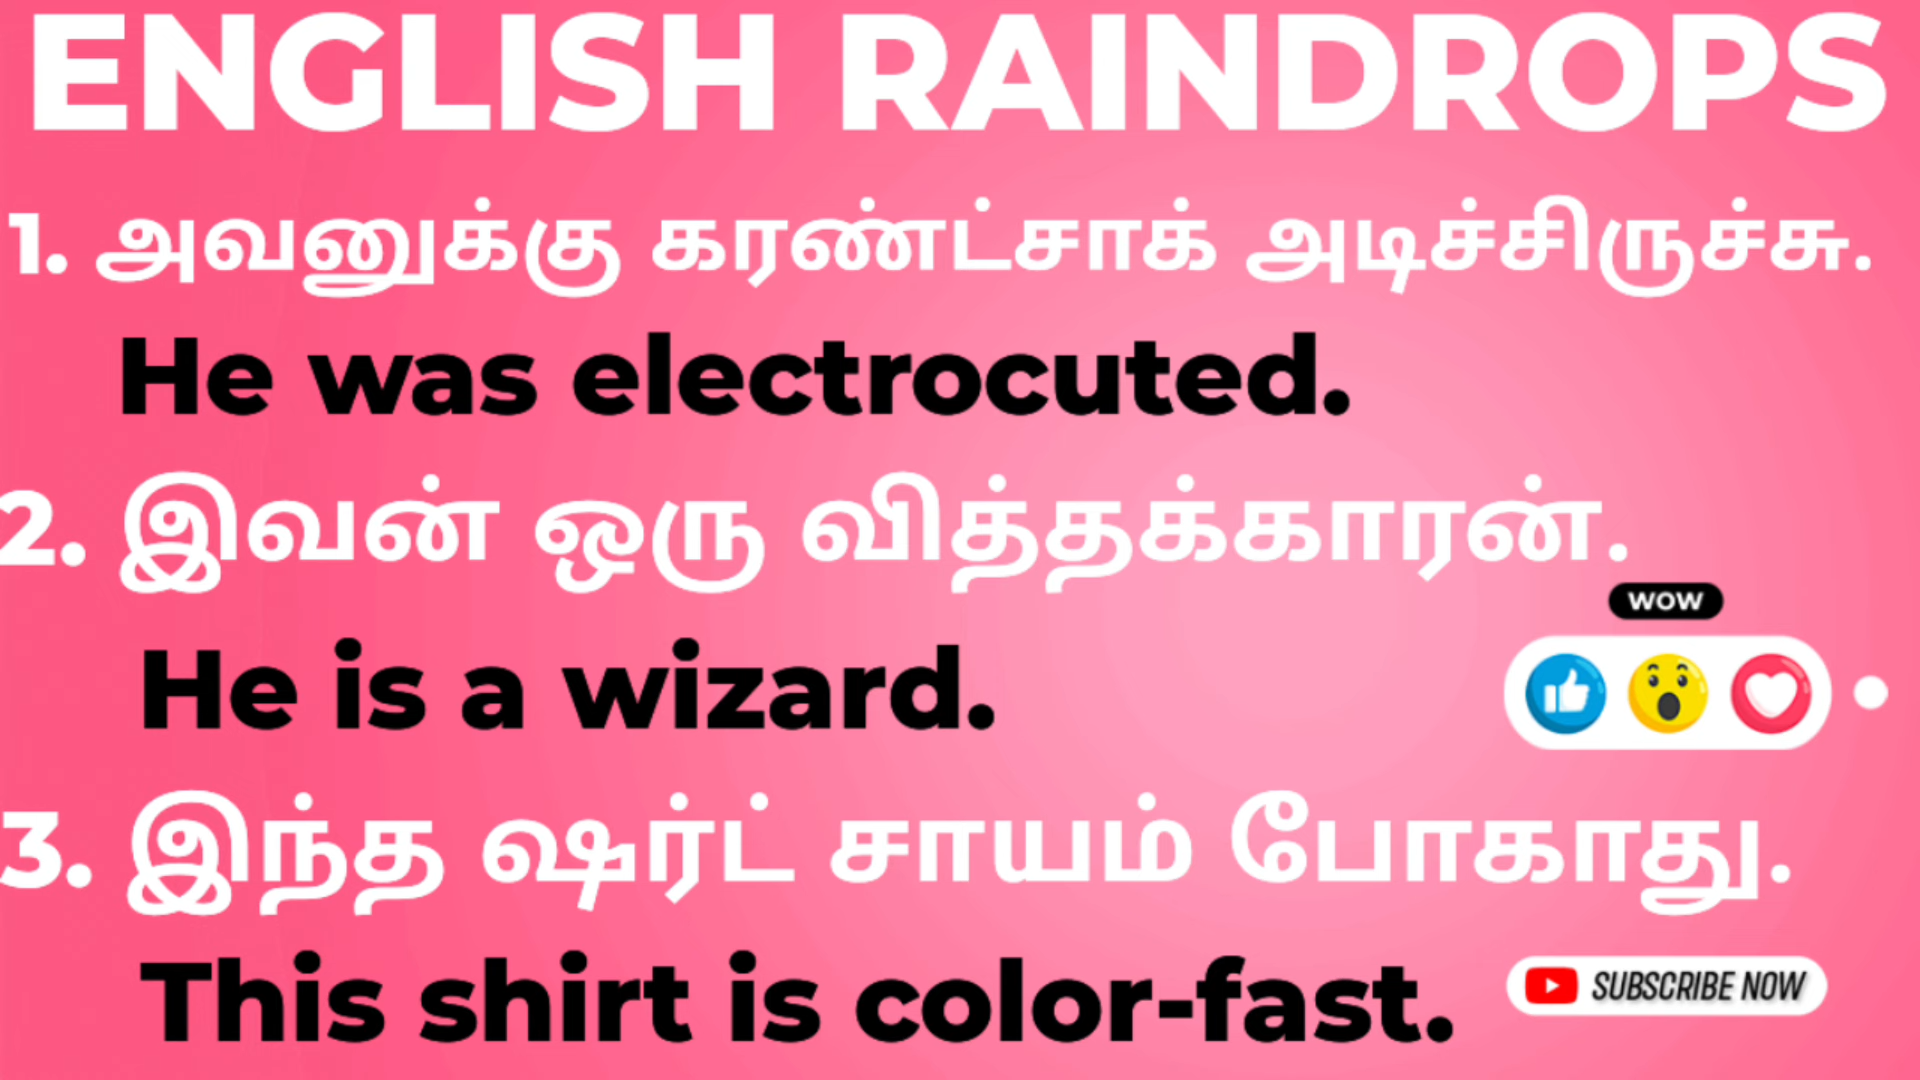 ENGLISH RAINDROPS
1. அவனுக்கு கரண்ட்சாக் அடிச்சிருச்சு.
He was electrocuted.
2. இவன் ஒரு வித்தக்காரன்.
WOW
He is a wizard.
3. இந்த ஷர்ட் சாயம் போகாது.
This shirt is color-fast.
SUBSCRIBE NOW